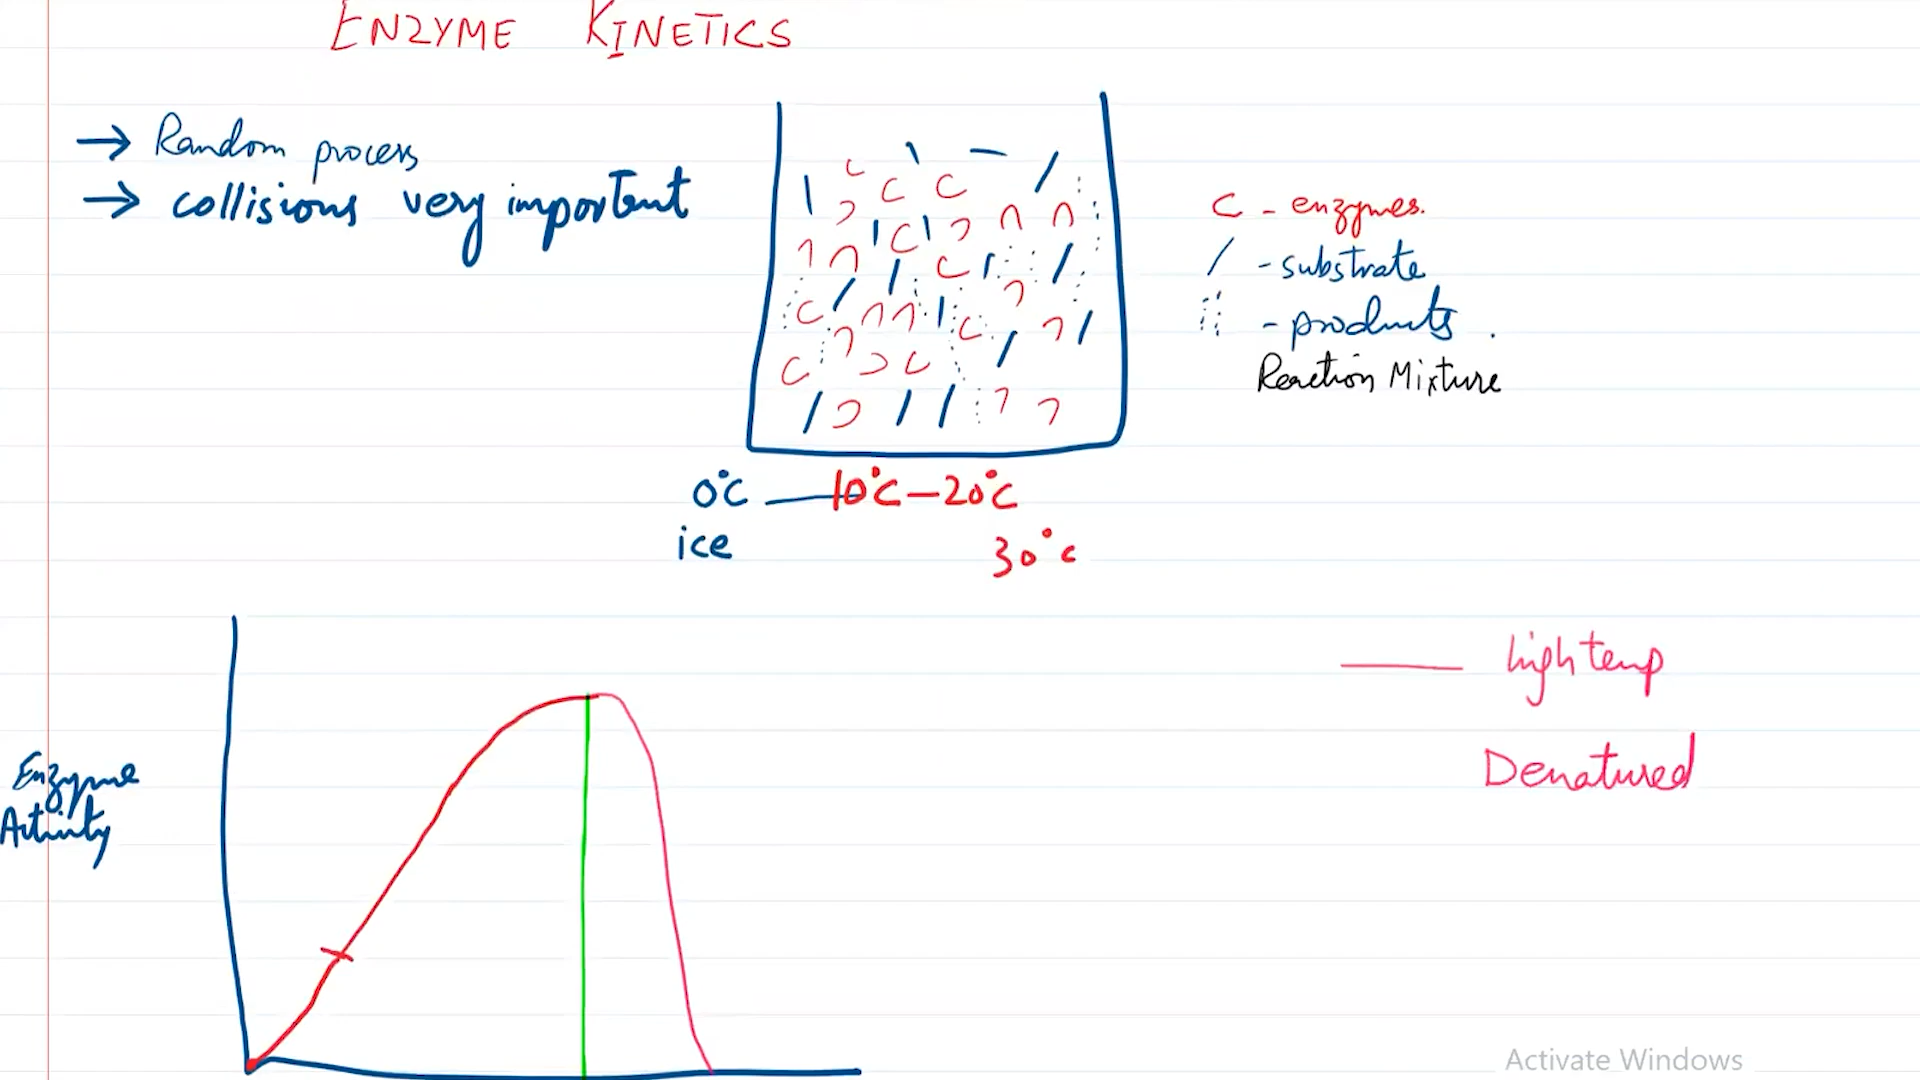 ENZYME KINETICS
→ Random process
→ collisions very important
c - enzymes.
/ - substrate
- products.
Reaction Mixture
0°C — 10°C — 20°C
ice
30°c
high temp
Denatured
Enzyme
Activity
Activate Windows